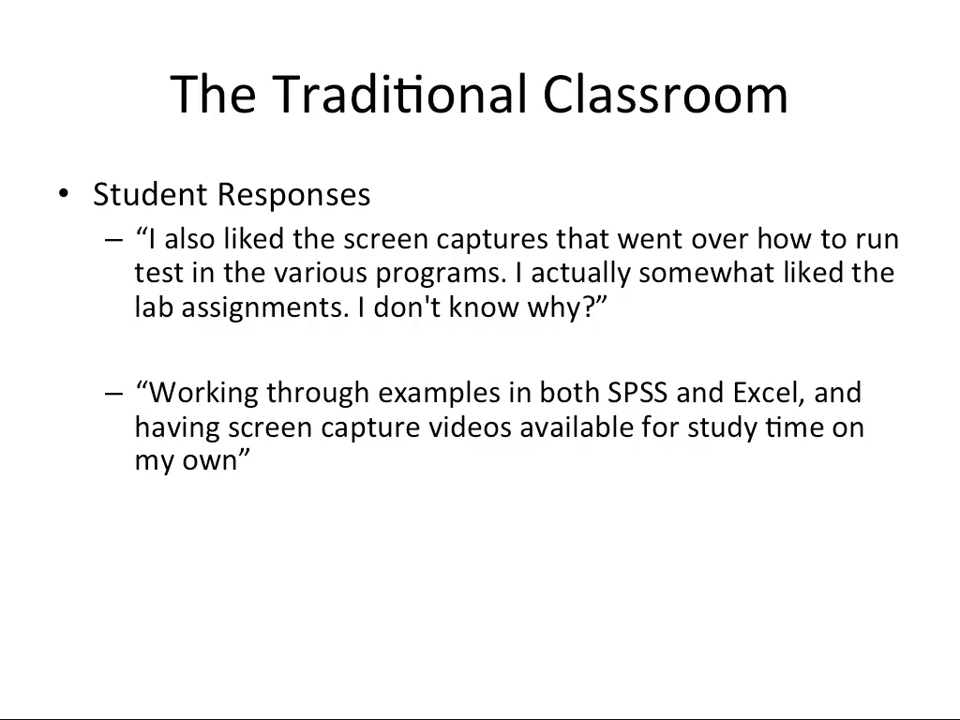 The Traditional Classroom
• Student Responses
– “I also liked the screen captures that went over how to run
test in the various programs. I actually somewhat liked the
lab assignments. I don't know why?”
– “Working through examples in both SPSS and Excel, and
having screen capture videos available for study time on
my own”